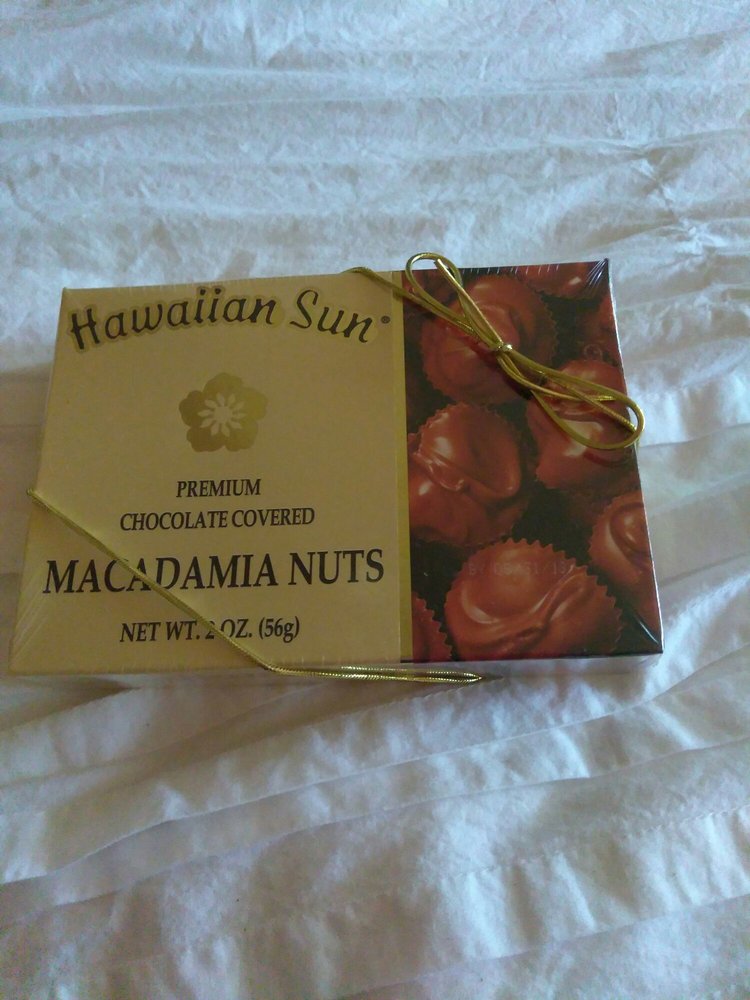 Hawaiian Sun®
PREMIUM
CHOCOLATE COVERED
MACADAMIA NUTS
NET WT. 2 OZ. (56g)